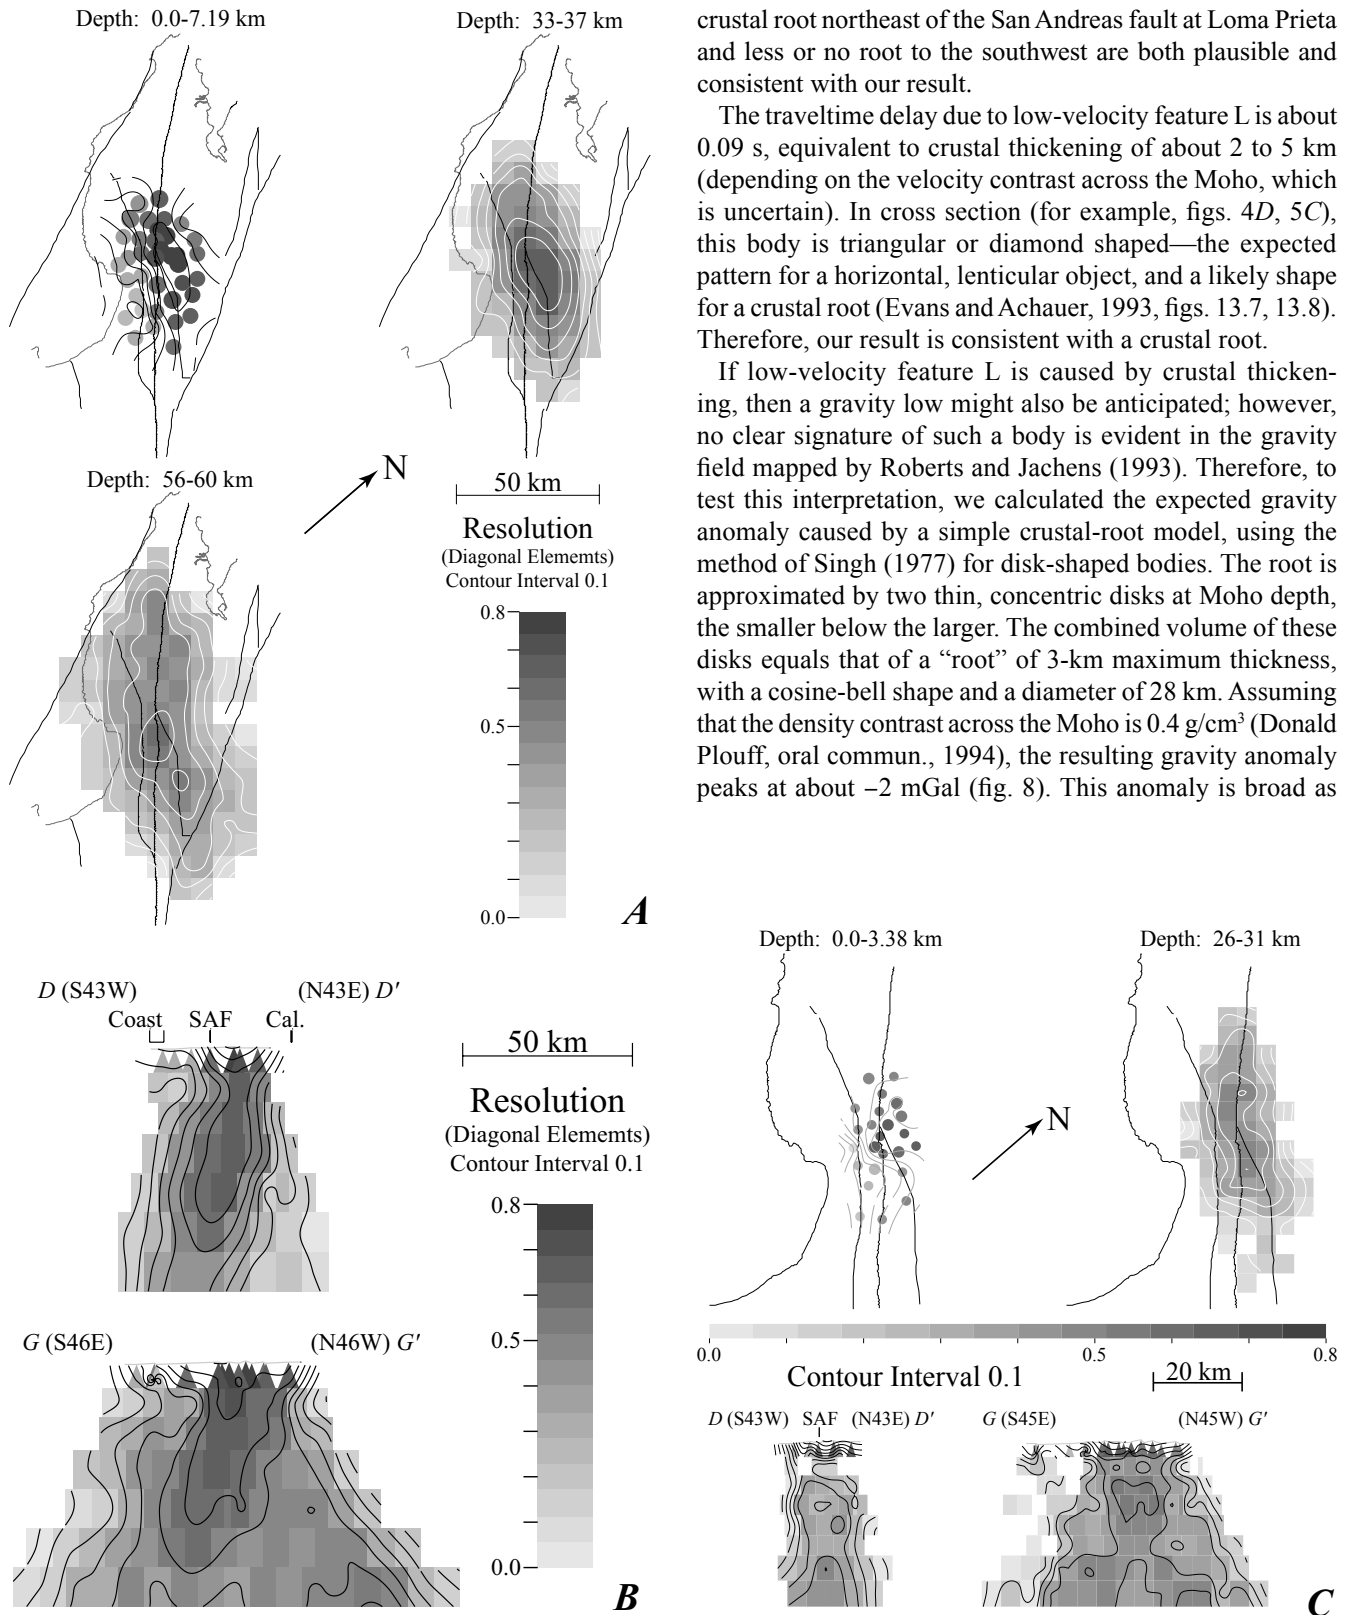 Depth: 0.0-7.19 km
Depth: 33-37 km
Depth: 56-60 km
N
50 km
Resolution
(Diagonal Elememts)
Contour Interval 0.1
0.8
0.5
0.0
A
crustal root northeast of the San Andreas fault at Loma Prieta
and less or no root to the southwest are both plausible and
consistent with our result.
The traveltime delay due to low-velocity feature L is about
0.09 s, equivalent to crustal thickening of about 2 to 5 km
(depending on the velocity contrast across the Moho, which
is uncertain). In cross section (for example, figs. 4D, 5C),
this body is triangular or diamond shaped—the expected
pattern for a horizontal, lenticular object, and a likely shape
for a crustal root (Evans and Achauer, 1993, figs. 13.7, 13.8).
Therefore, our result is consistent with a crustal root.
If low-velocity feature L is caused by crustal thicken-
ing, then a gravity low might also be anticipated; however,
no clear signature of such a body is evident in the gravity
field mapped by Roberts and Jachens (1993). Therefore, to
test this interpretation, we calculated the expected gravity
anomaly caused by a simple crustal-root model, using the
method of Singh (1977) for disk-shaped bodies. The root is
approximated by two thin, concentric disks at Moho depth,
the smaller below the larger. The combined volume of these
disks equals that of a “root” of 3-km maximum thickness,
with a cosine-bell shape and a diameter of 28 km. Assuming
that the density contrast across the Moho is 0.4 g/cm³ (Donald
Plouff, oral commun., 1994), the resulting gravity anomaly
peaks at about −2 mGal (fig. 8). This anomaly is broad as
D (S43W)
(N43E) D′
Coast
SAF
Cal.
50 km
Resolution
(Diagonal Elememts)
Contour Interval 0.1
0.8
0.5
0.0
G (S46E)
(N46W) G′
B
Depth: 0.0-3.38 km
Depth: 26-31 km
N
0.0
0.5
0.8
Contour Interval 0.1
20 km
D (S43W)
SAF
(N43E) D′
G (S45E)
(N45W) G′
C